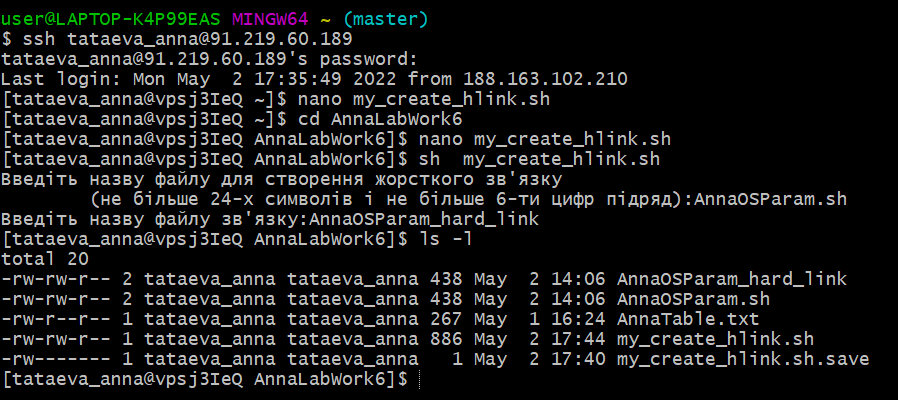 user@LAPTOP-K4P99EAS MINGW64 ~ (master)
$ ssh tataeva_anna@91.219.60.189
tataeva_anna@91.219.60.189's password:
Last login: Mon May  2 17:35:49 2022 from 188.163.102.210
[tataeva_anna@vpsj3IeQ ~]$ nano my_create_hlink.sh
[tataeva_anna@vpsj3IeQ ~]$ cd AnnaLabWork6
[tataeva_anna@vpsj3IeQ AnnaLabWork6]$ nano my_create_hlink.sh
[tataeva_anna@vpsj3IeQ AnnaLabWork6]$ sh  my_create_hlink.sh
Введіть назву файлу для створення жорсткого зв'язку
        (не більше 24-х символів і не більше 6-ти цифр підряд):AnnaOSParam.sh
Введіть назву файлу зв'язку:AnnaOSParam_hard_link
[tataeva_anna@vpsj3IeQ AnnaLabWork6]$ ls -l
total 20
-rw-rw-r-- 2 tataeva_anna tataeva_anna 438 May  2 14:06 AnnaOSParam_hard_link
-rw-rw-r-- 2 tataeva_anna tataeva_anna 438 May  2 14:06 AnnaOSParam.sh
-rw-r--r-- 1 tataeva_anna tataeva_anna 267 May  1 16:24 AnnaTable.txt
-rw-rw-r-- 1 tataeva_anna tataeva_anna 886 May  2 17:44 my_create_hlink.sh
-rw------- 1 tataeva_anna tataeva_anna   1 May  2 17:40 my_create_hlink.sh.save
[tataeva_anna@vpsj3IeQ AnnaLabWork6]$